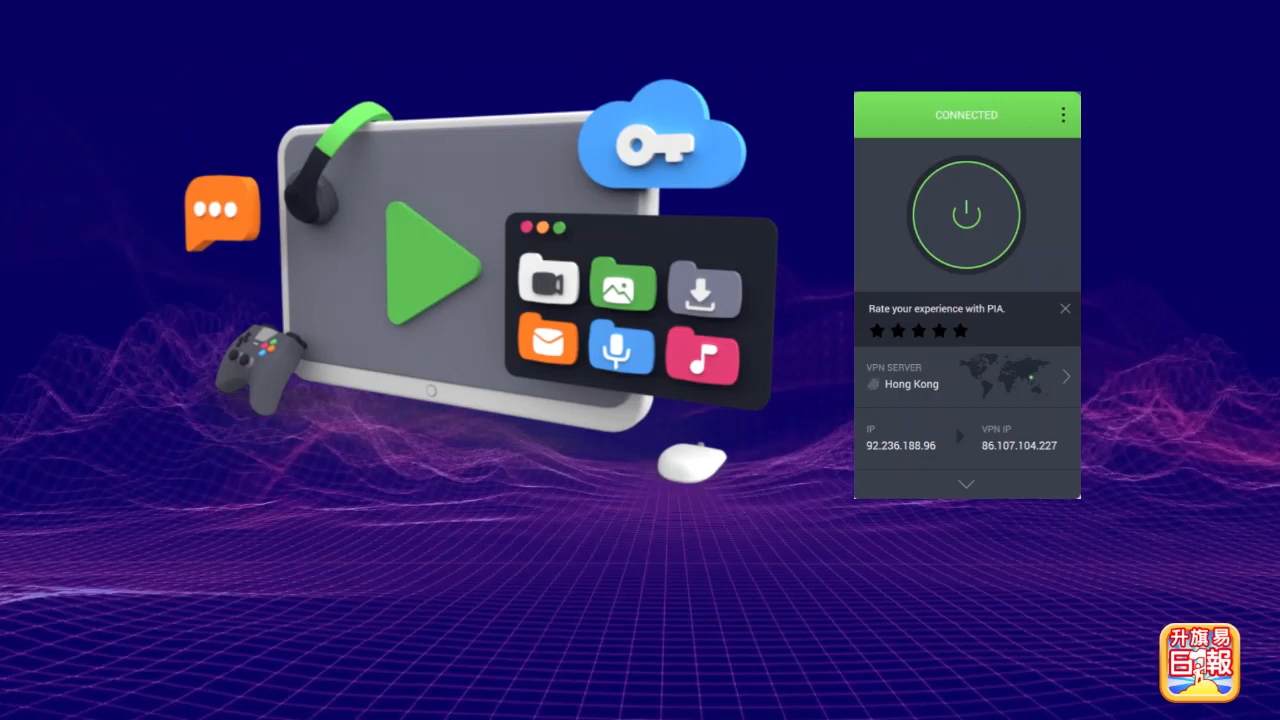 CONNECTED
Rate your experience with PIA.
VPN SERVER
Hong Kong
IP
92.236.188.96
VPN IP
86.107.104.227
升旗易
日報